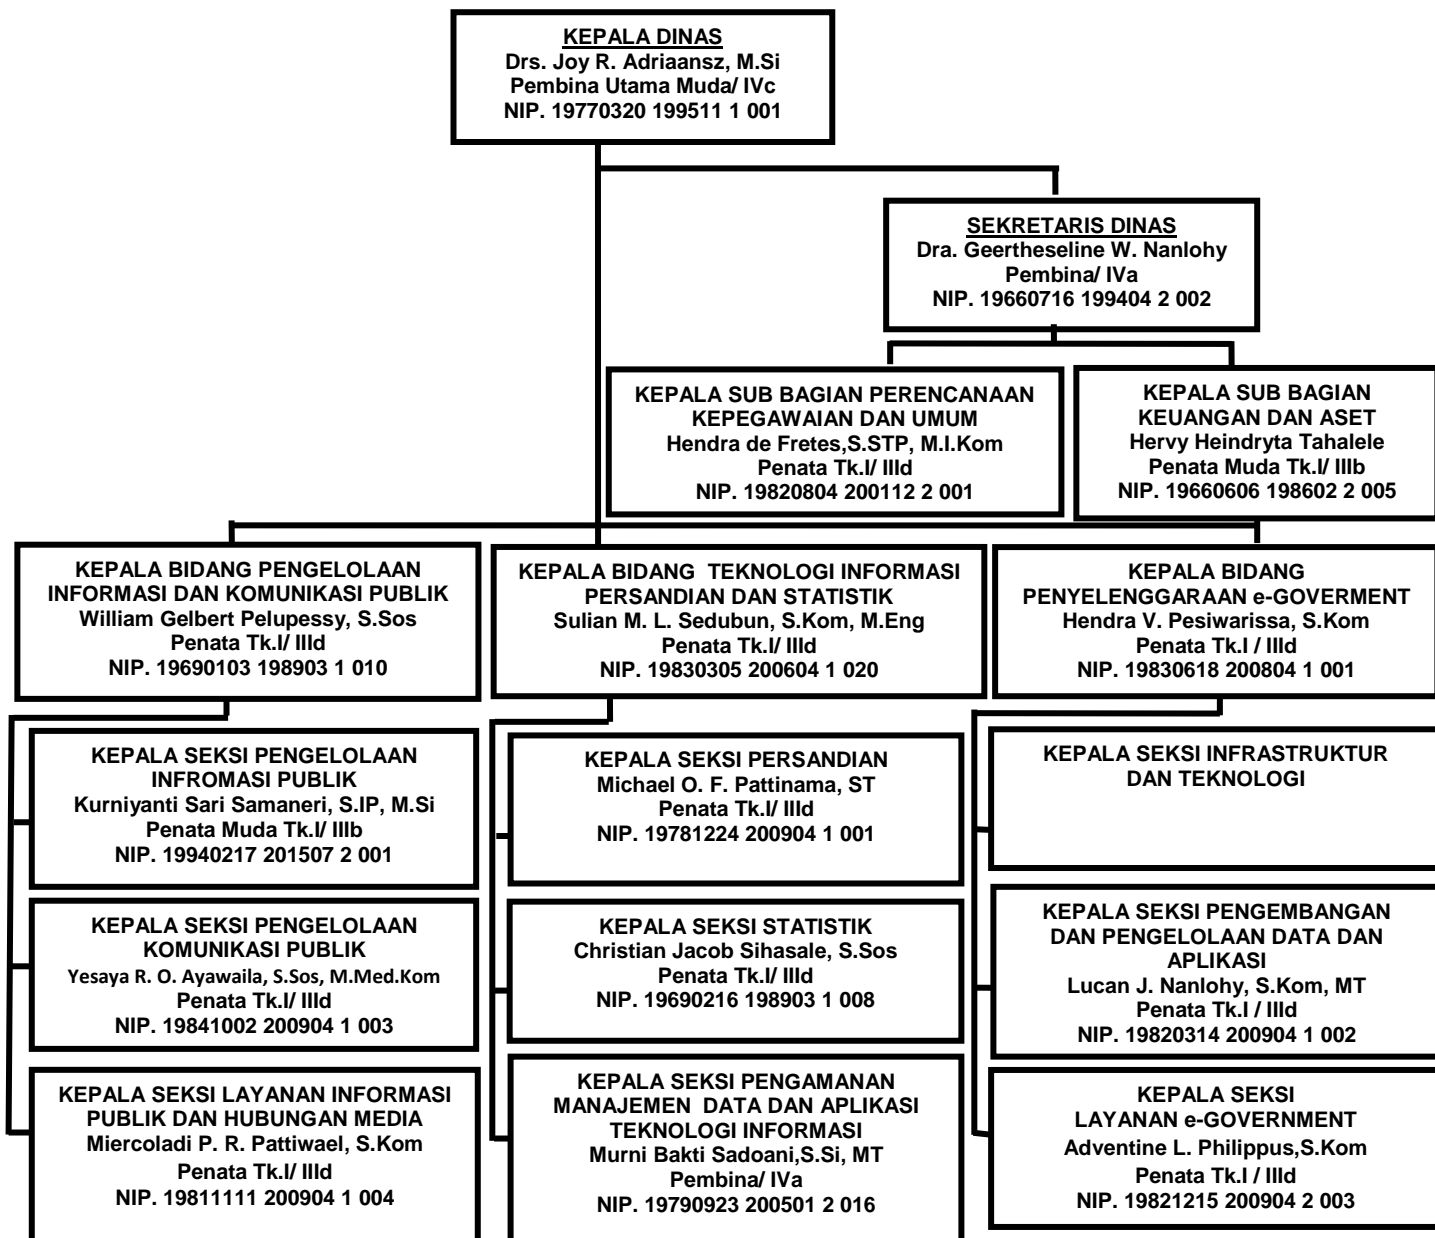 KEPALA DINAS
Drs. Joy R. Adriaansz, M.Si
Pembina Utama Muda/ IVc
NIP. 19770320 199511 1 001
SEKRETARIS DINAS
Dra. Geertheseline W. Nanlohy
Pembina/ IVa
NIP. 19660716 199404 2 002
KEPALA SUB BAGIAN PERENCANAAN
KEPEGAWAIAN DAN UMUM
Hendra de Fretes,S.STP, M.I.Kom
Penata Tk.I/ IIId
NIP. 19820804 200112 2 001
KEPALA SUB BAGIAN
KEUANGAN DAN ASET
Hervy Heindryta Tahalele
Penata Muda Tk.I/ IIIb
NIP. 19660606 198602 2 005
KEPALA BIDANG PENGELOLAAN
INFORMASI DAN KOMUNIKASI PUBLIK
William Gelbert Pelupessy, S.Sos
Penata Tk.I/ IIId
NIP. 19690103 198903 1 010
KEPALA BIDANG  TEKNOLOGI INFORMASI
PERSANDIAN DAN STATISTIK
Sulian M. L. Sedubun, S.Kom, M.Eng
Penata Tk.I/ IIId
NIP. 19830305 200604 1 020
KEPALA BIDANG
PENYELENGGARAAN e-GOVERMENT
Hendra V. Pesiwarissa, S.Kom
Penata Tk.I / IIId
NIP. 19830618 200804 1 001
KEPALA SEKSI PENGELOLAAN
INFROMASI PUBLIK
Kurniyanti Sari Samaneri, S.IP, M.Si
Penata Muda Tk.I/ IIIb
NIP. 19940217 201507 2 001
KEPALA SEKSI PERSANDIAN
Michael O. F. Pattinama, ST
Penata Tk.I/ IIId
NIP. 19781224 200904 1 001
KEPALA SEKSI INFRASTRUKTUR
DAN TEKNOLOGI
KEPALA SEKSI PENGELOLAAN
KOMUNIKASI PUBLIK
Yesaya R. O. Ayawaila, S.Sos, M.Med.Kom
Penata Tk.I/ IIId
NIP. 19841002 200904 1 003
KEPALA SEKSI STATISTIK
Christian Jacob Sihasale, S.Sos
Penata Tk.I/ IIId
NIP. 19690216 198903 1 008
KEPALA SEKSI PENGEMBANGAN
DAN PENGELOLAAN DATA DAN
APLIKASI
Lucan J. Nanlohy, S.Kom, MT
Penata Tk.I / IIId
NIP. 19820314 200904 1 002
KEPALA SEKSI LAYANAN INFORMASI
PUBLIK DAN HUBUNGAN MEDIA
Miercoladi P. R. Pattiwael, S.Kom
Penata Tk.I/ IIId
NIP. 19811111 200904 1 004
KEPALA SEKSI PENGAMANAN
MANAJEMEN  DATA DAN APLIKASI
TEKNOLOGI INFORMASI
Murni Bakti Sadoani,S.Si, MT
Pembina/ IVa
NIP. 19790923 200501 2 016
KEPALA SEKSI
LAYANAN e-GOVERNMENT
Adventine L. Philippus,S.Kom
Penata Tk.I / IIId
NIP. 19821215 200904 2 003